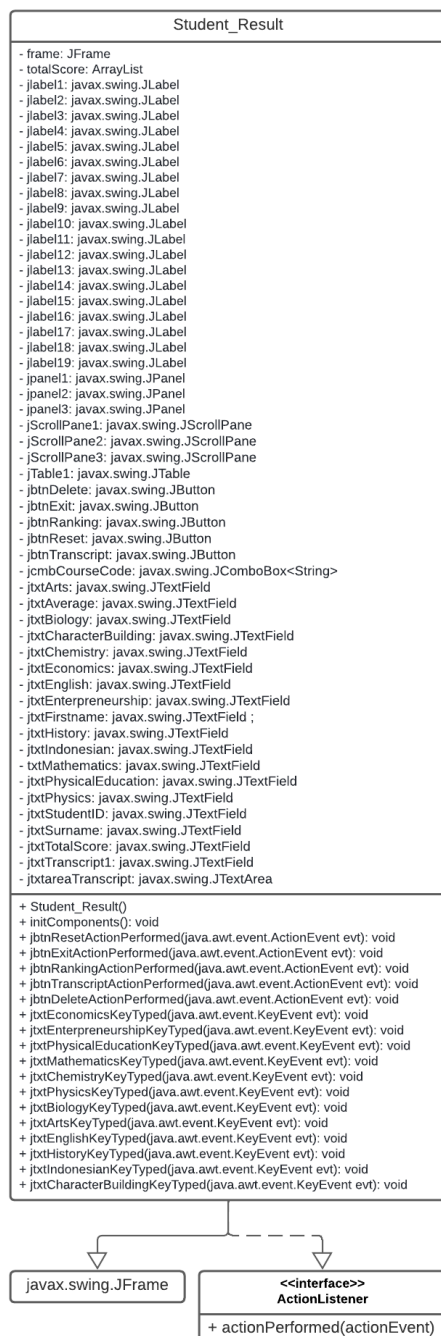 Student_Result
- frame: JFrame
- totalScore: ArrayList
- jlabel1: javax.swing.JLabel
- jlabel2: javax.swing.JLabel
- jlabel3: javax.swing.JLabel
- jlabel4: javax.swing.JLabel
- jlabel5: javax.swing.JLabel
- jlabel6: javax.swing.JLabel
- jlabel7: javax.swing.JLabel
- jlabel8: javax.swing.JLabel
- jlabel9: javax.swing.JLabel
- jlabel10: javax.swing.JLabel
- jlabel11: javax.swing.JLabel
- jlabel12: javax.swing.JLabel
- jlabel13: javax.swing.JLabel
- jlabel14: javax.swing.JLabel
- jlabel15: javax.swing.JLabel
- jlabel16: javax.swing.JLabel
- jlabel17: javax.swing.JLabel
- jlabel18: javax.swing.JLabel
- jlabel19: javax.swing.JLabel
- jpanel1: javax.swing.JPanel
- jpanel2: javax.swing.JPanel
- jpanel3: javax.swing.JPanel
- jScrollPane1: javax.swing.JScrollPane
- jScrollPane2: javax.swing.JScrollPane
- jScrollPane3: javax.swing.JScrollPane
- jTable1: javax.swing.JTable
- jbtnDelete: javax.swing.JButton
- jbtnExit: javax.swing.JButton
- jbtnRanking: javax.swing.JButton
- jbtnReset: javax.swing.JButton
- jbtnTranscript: javax.swing.JButton
- jcmbCourseCode: javax.swing.JComboBox<String>
- jtxtArts: javax.swing.JTextField
- jtxtAverage: javax.swing.JTextField
- jtxtBiology: javax.swing.JTextField
- jtxtCharacterBuilding: javax.swing.JTextField
- jtxtChemistry: javax.swing.JTextField
- jtxtEconomics: javax.swing.JTextField
- jtxtEnglish: javax.swing.JTextField
- jtxtEnterpreneurship: javax.swing.JTextField
- jtxtFirstname: javax.swing.JTextField ;
- jtxtHistory: javax.swing.JTextField
- jtxtIndonesian: javax.swing.JTextField
- txtMathematics: javax.swing.JTextField
- jtxtPhysicalEducation: javax.swing.JTextField
- jtxtPhysics: javax.swing.JTextField
- jtxtStudentID: javax.swing.JTextField
- jtxtSurname: javax.swing.JTextField
- jtxtTotalScore: javax.swing.JTextField
- jtxtTranscript1: javax.swing.JTextField
- jtxtareaTranscript: javax.swing.JTextArea
+ Student_Result()
+ initComponents(): void
+ jbtnResetActionPerformed(java.awt.event.ActionEvent evt): void
+ jbtnExitActionPerformed(java.awt.event.ActionEvent evt): void
+ jbtnRankingActionPerformed(java.awt.event.ActionEvent evt): void
+ jbtnTranscriptActionPerformed(java.awt.event.ActionEvent evt): void
+ jbtnDeleteActionPerformed(java.awt.event.ActionEvent evt): void
+ jtxtEconomicsKeyTyped(java.awt.event.KeyEvent evt): void
+ jtxtEnterpreneurshipKeyTyped(java.awt.event.KeyEvent evt): void
+ jtxtPhysicalEducationKeyTyped(java.awt.event.KeyEvent evt): void
+ jtxtMathematicsKeyTyped(java.awt.event.KeyEvent evt): void
+ jtxtChemistryKeyTyped(java.awt.event.KeyEvent evt): void
+ jtxtPhysicsKeyTyped(java.awt.event.KeyEvent evt): void
+ jtxtBiologyKeyTyped(java.awt.event.KeyEvent evt): void
+ jtxtArtsKeyTyped(java.awt.event.KeyEvent evt): void
+ jtxtEnglishKeyTyped(java.awt.event.KeyEvent evt): void
+ jtxtHistoryKeyTyped(java.awt.event.KeyEvent evt): void
+ jtxtIndonesianKeyTyped(java.awt.event.KeyEvent evt): void
+ jtxtCharacterBuildingKeyTyped(java.awt.event.KeyEvent evt): void
javax.swing.JFrame
<<interface>>
ActionListener
+ actionPerformed(actionEvent)